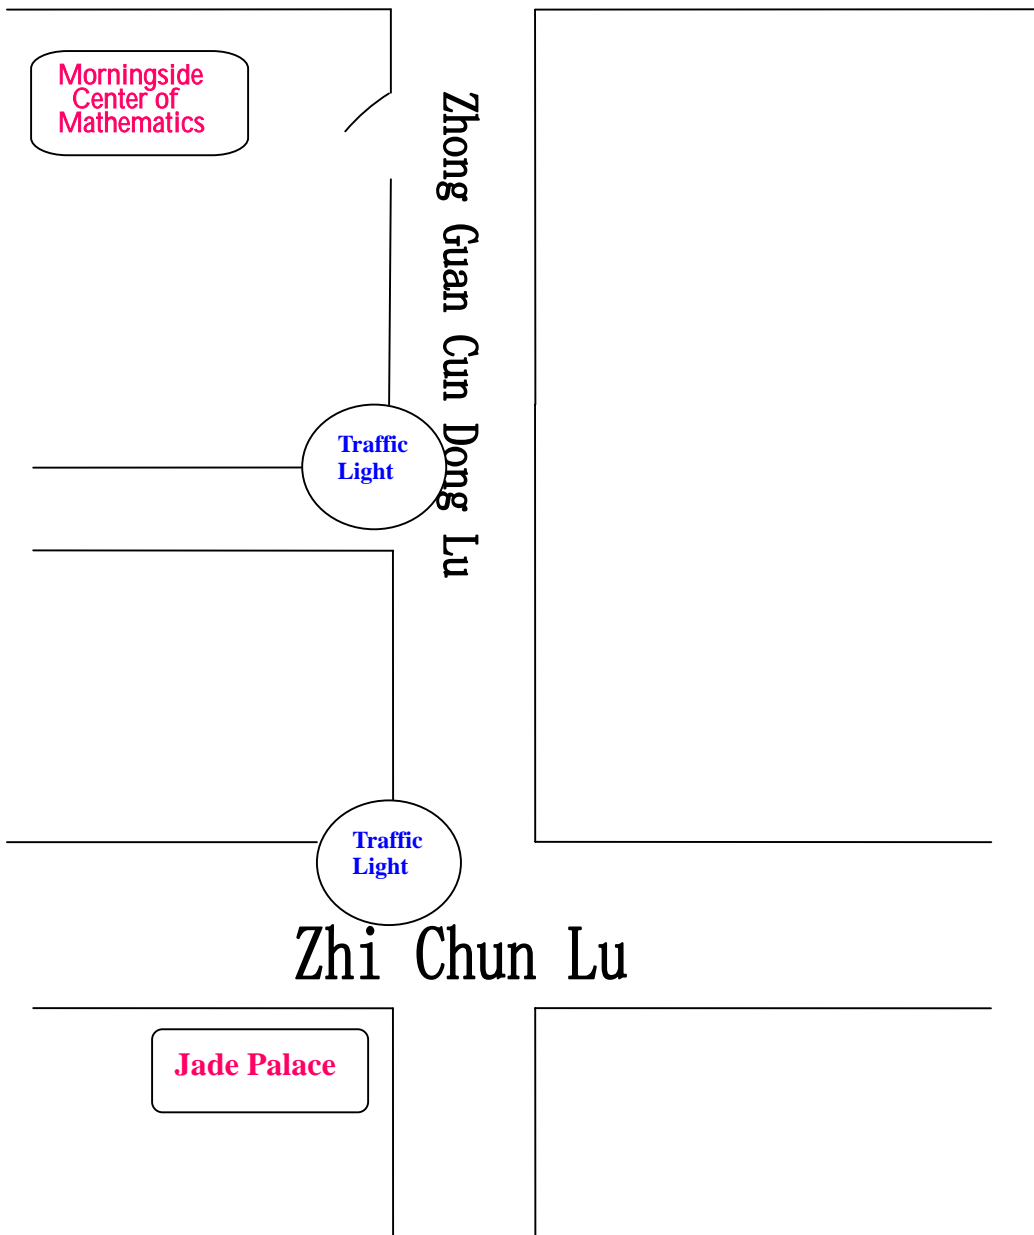 Morningside
Center of
Mathematics
Zhong Guan Cun Dong Lu
Traffic
Light
Traffic
Light
Zhi Chun Lu
Jade Palace